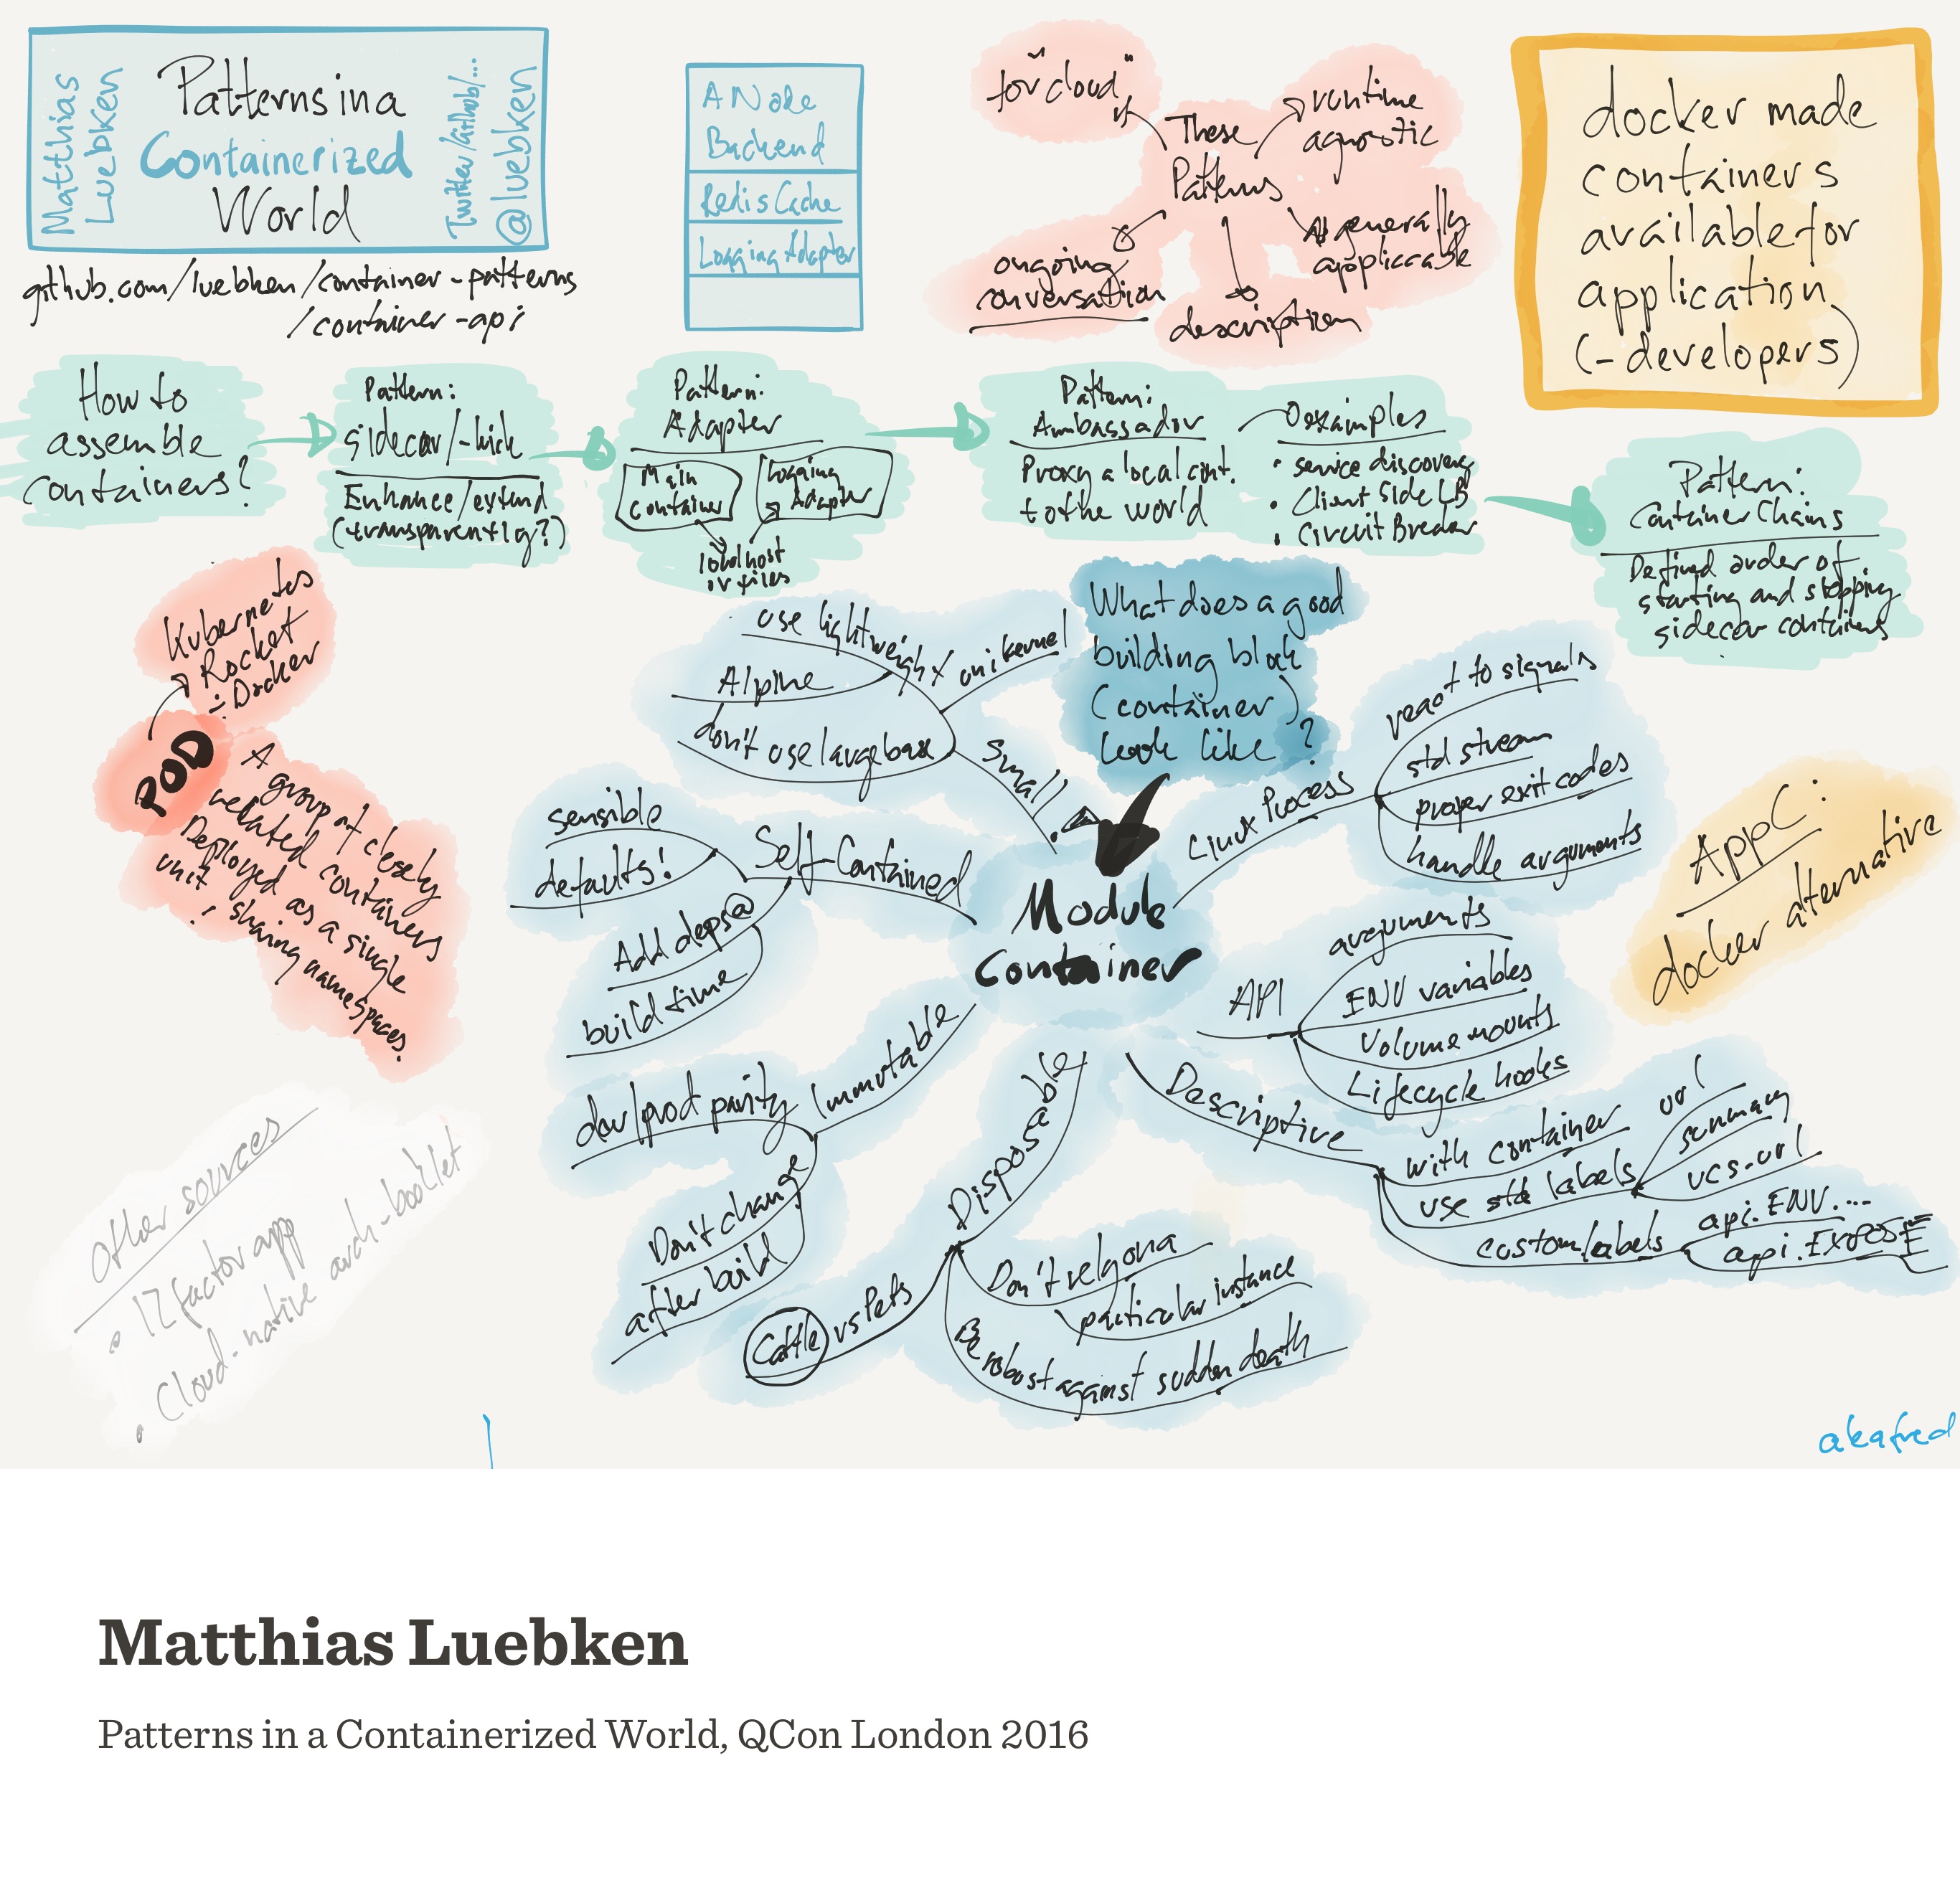 Matthias
Luebken
Patterns in a
Containerized
World
Twitter/Github/...
@luebken
github.com/luebken/container-patterns
/container-api
A Node
Backend
Redis Cache
Logging Adapter
These
Patterns
"for cloud"
runtime
agnostic
generally
applicable
description
ongoing
conversation
docker made
containers
available for
application
(-developers)
How to
assemble
containers?
Pattern:
sidecar/-kick
Enhance/extend
(transparent log?)
Pattern:
Adapter
Main
container
Logging
Adapter
localhost
or files
Pattern:
Ambassador
Proxy a local cont.
to the world
examples
• service discovery
• Client Side LB
• Circuit Breaker
Pattern:
Container Chains
Defined order of
starting and stopping
sidecar containers
Kubernetes
Rocket
Docker
POD
A group of closely
related containers
Deployed as a single
unit
! sharing namespaces.
What does a good
building block
(container)
look like?
Module
Container
small!
use lightweight
unikernel
Alpine
don't use large base
Self-Contained
sensible
defaults!
Add deps @
build time
Immutable
dev/prod parity
Don't change
after build
Disposable
Cattle vs Pets
Don't rely on a
particular instance
Be robust against sudden death
Linux Process
react to signals
std stream
proper exit codes
handle arguments
API
arguments
ENV variables
Volume mounts
Lifecycle hooks
Descriptive
with container
use std labels
url
summary
vcs-url
custom labels
api.ENV....
api.EXPOSE
AppC:
docker alternative
other sources
• 12 factor app
• Cloud-native arch-booklet
akafred
Matthias Luebken
Patterns in a Containerized World, QCon London 2016